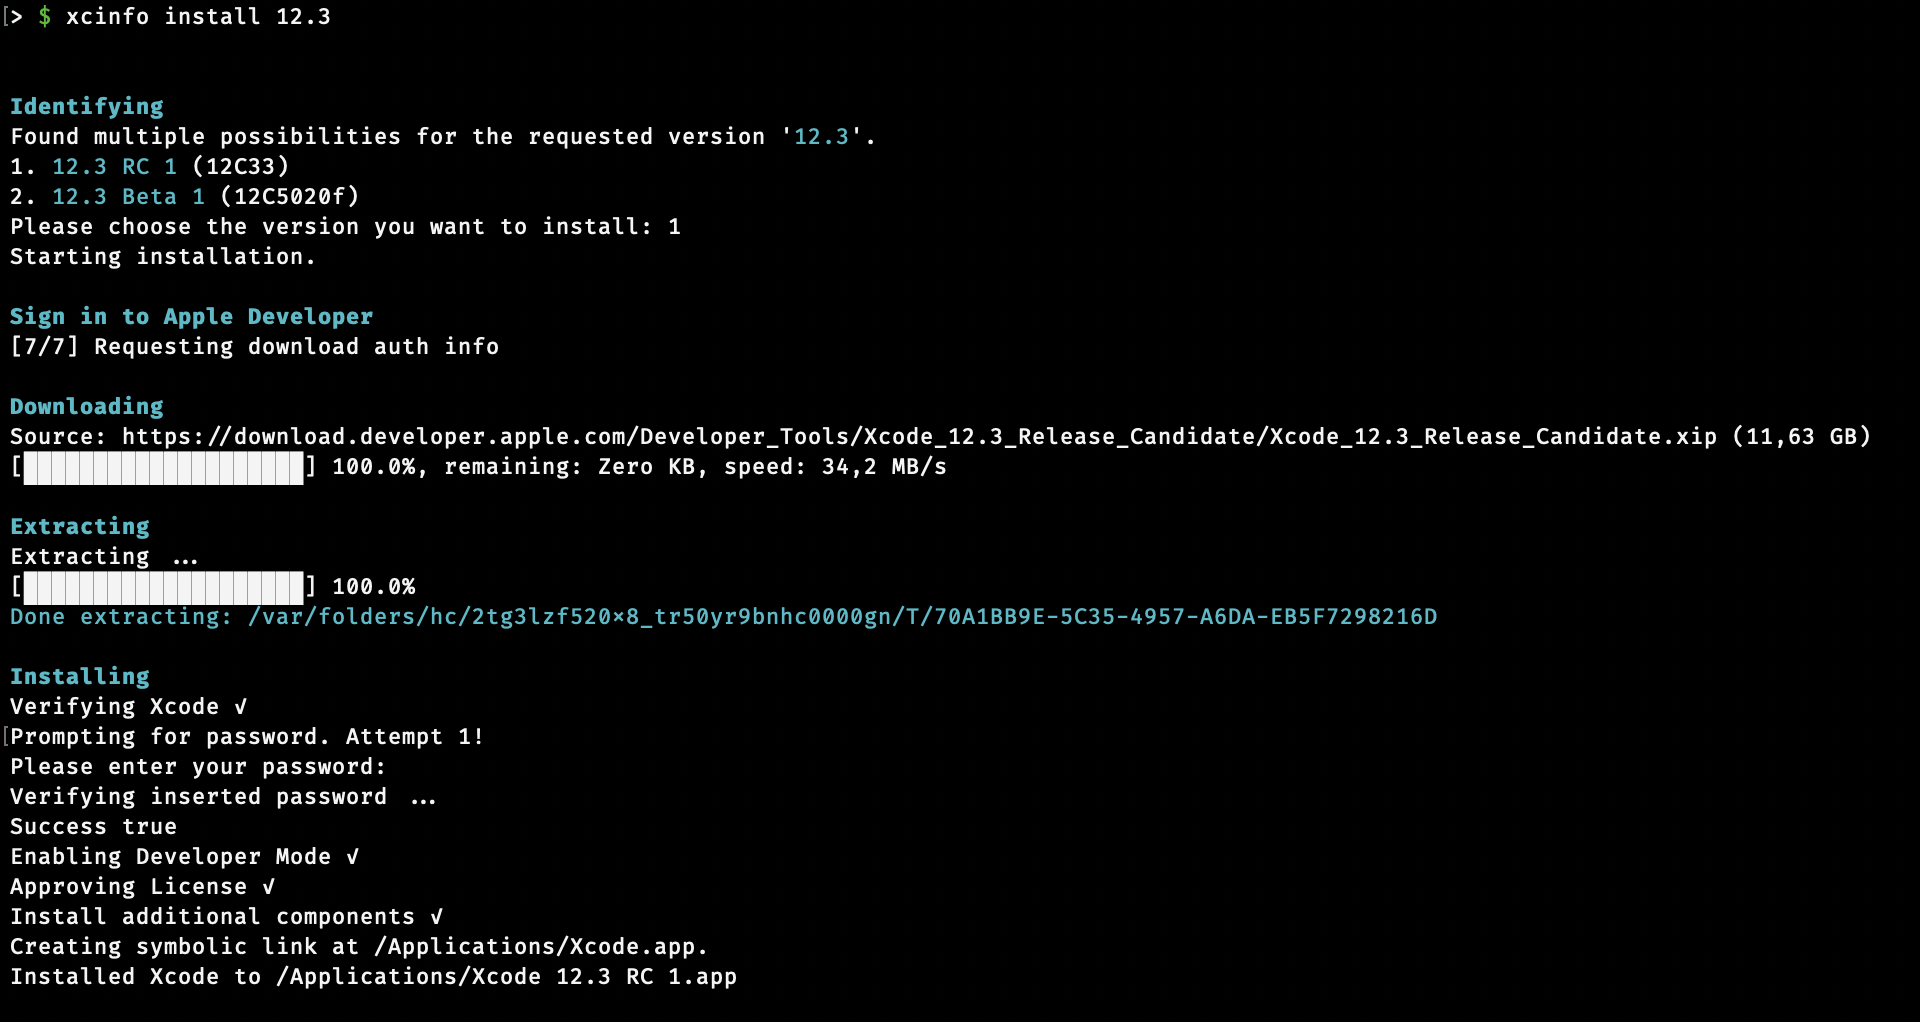 [> $ xcinfo install 12.3
Identifying
Found multiple possibilities for the requested version '12.3'.
1. 12.3 RC 1 (12C33)
2. 12.3 Beta 1 (12C5020f)
Please choose the version you want to install: 1
Starting installation.
Sign in to Apple Developer
[7/7] Requesting download auth info
Downloading
Source: https://download.developer.apple.com/Developer_Tools/Xcode_12.3_Release_Candidate/Xcode_12.3_Release_Candidate.xip (11,63 GB)
[████████████████████] 100.0%, remaining: Zero KB, speed: 34,2 MB/s
Extracting
Extracting ...
[████████████████████] 100.0%
Done extracting: /var/folders/hc/2tg3lzf520×8_tr50yr9bnhc0000gn/T/70A1BB9E-5C35-4957-A6DA-EB5F7298216D
Installing
Verifying Xcode √
[Prompting for password. Attempt 1!
Please enter your password:
Verifying inserted password ...
Success true
Enabling Developer Mode √
Approving License √
Install additional components √
Creating symbolic link at /Applications/Xcode.app.
Installed Xcode to /Applications/Xcode 12.3 RC 1.app